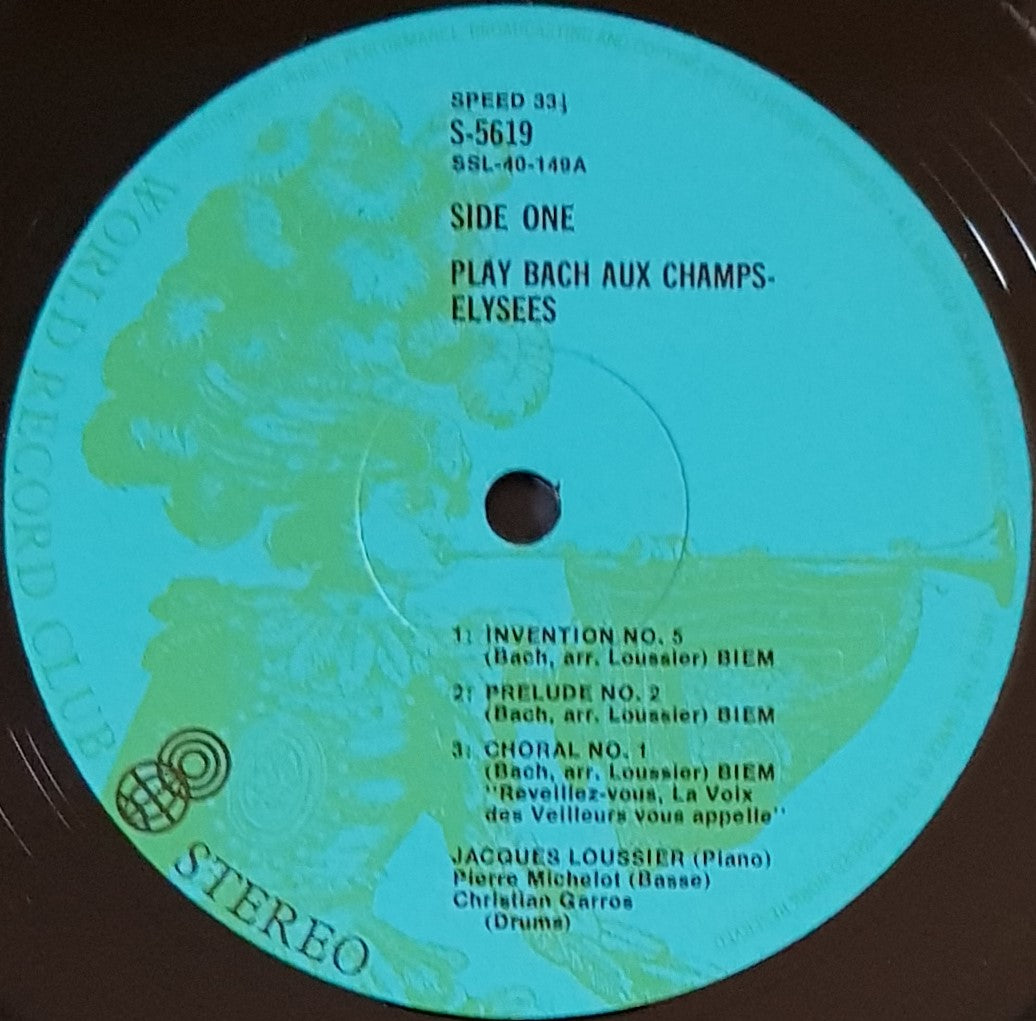 SPEED 33⅓
S-5619
SSL-40-149A
SIDE ONE
PLAY BACH AUX CHAMPS-
ELYSEES
1: INVENTION NO. 5
(Bach, arr. Loussier) BIEM
2: PRELUDE NO. 2
(Bach, arr. Loussier) BIEM
3: CHORAL NO. 1
(Bach, arr. Loussier) BIEM
"Reveillez-vous, La Voix
des Veilleurs vous appelle"
JACQUES LOUSSIER (Piano)
Pierre Michelot (Basse)
Christian Garros
(Drums)
WORLD RECORD CLUB
STEREO